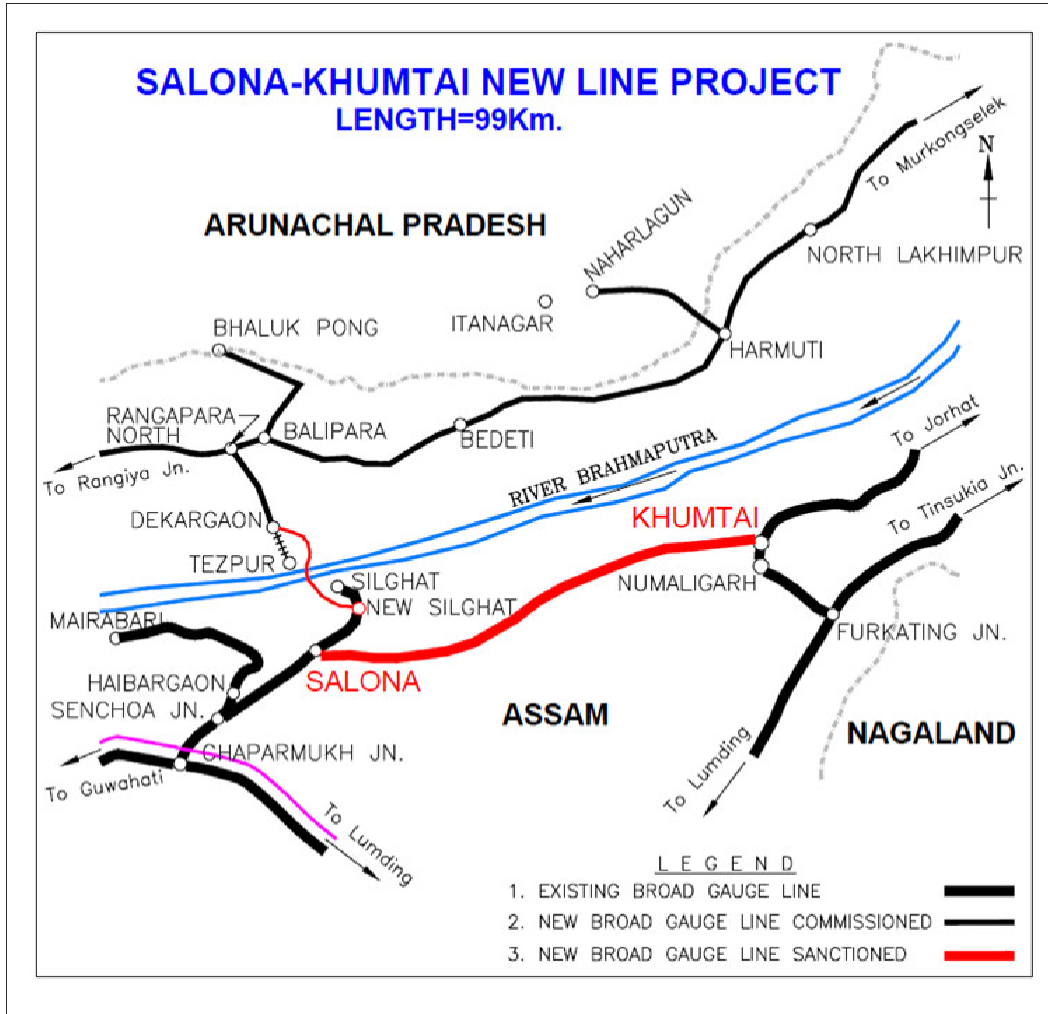 SALONA-KHUMTAI NEW LINE PROJECT
LENGTH=99Km.
To Murkongselek
N
ARUNACHAL PRADESH
NAHARLAGUN
NORTH LAKHIMPUR
ITANAGAR
BHALUK PONG
HARMUTI
RANGAPARA
NORTH
BALIPARA
BEDETI
To Rangiya Jn.
RIVER BRAHMAPUTRA
To Jorhat
To Tinsukia Jn.
DEKARGAON
KHUMTAI
TEZPUR
SILGHAT
NUMALIGARH
NEW SILGHAT
MAIRABARI
FURKATING JN.
HAIBARGAON
SALONA
SENCHOA JN.
ASSAM
NAGALAND
CHAPARMUKH JN.
To Guwahati
To Lumding
To Lumding
LEGEND
1. EXISTING BROAD GAUGE LINE
2. NEW BROAD GAUGE LINE COMMISSIONED
3. NEW BROAD GAUGE LINE SANCTIONED